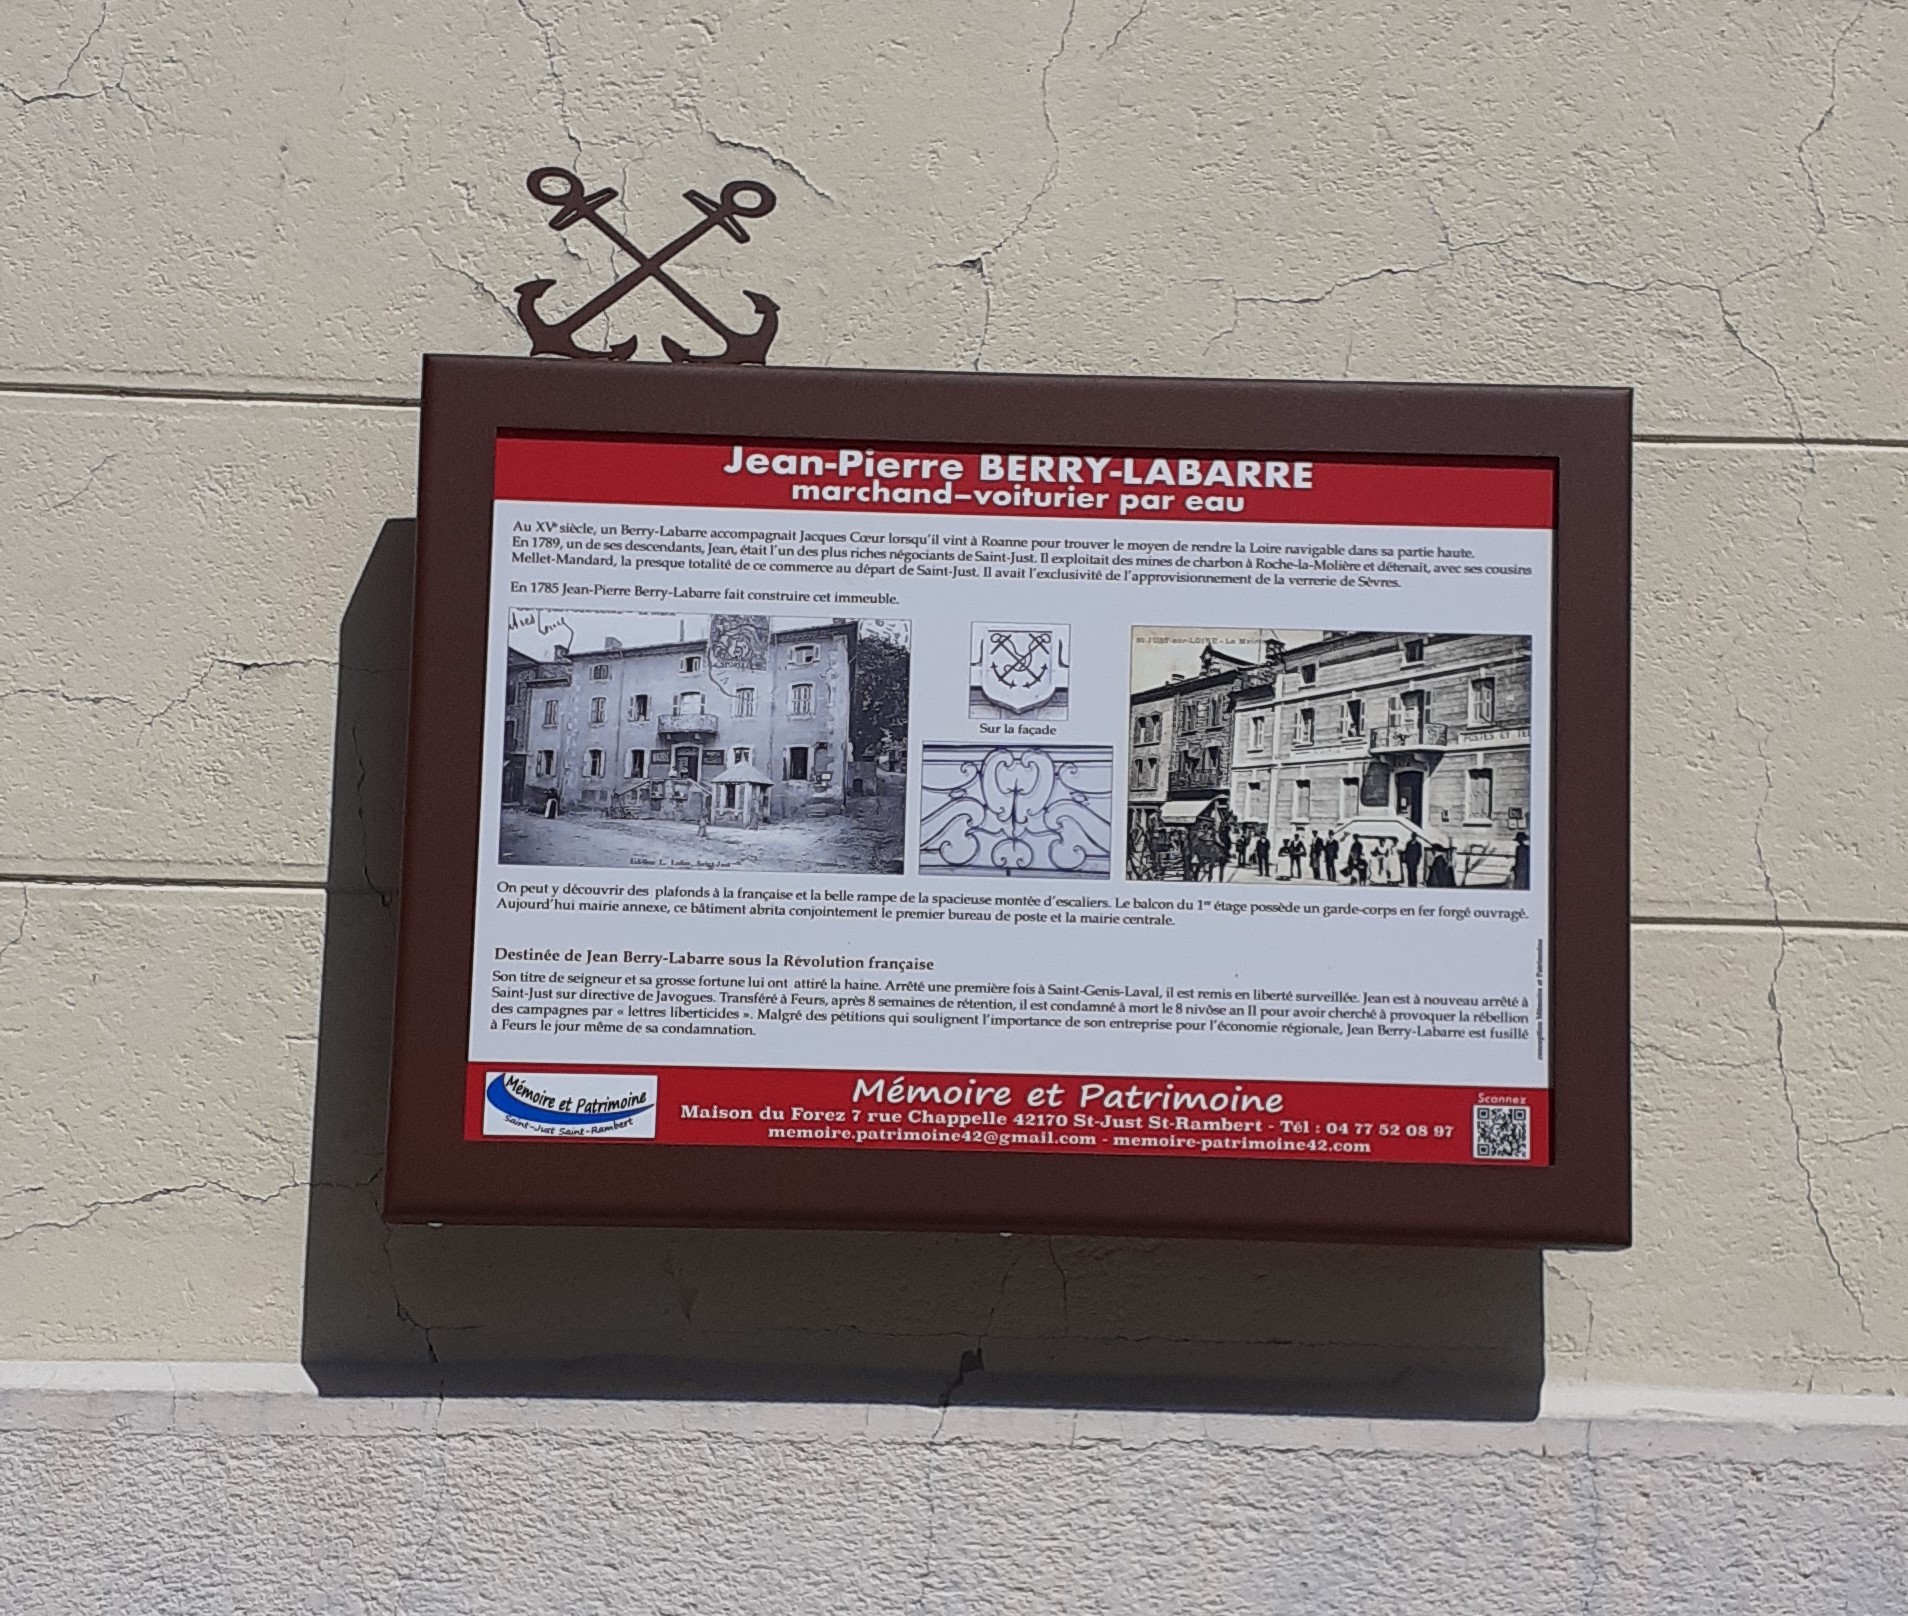 Jean-Pierre BERRY-LABARRE
marchand-voiturier par eau
Au XVe siècle, un Berry-Labarre accompagnait Jacques Cœur lorsqu'il vint à Roanne pour trouver le moyen de rendre la Loire navigable dans sa partie haute.
En 1789, un de ses descendants, Jean, était l'un des plus riches négociants de Saint-Just. Il exploitait des mines de charbon à Roche-la-Molière et détenait, avec ses cousins
Mellet-Mandard, la presque totalité de ce commerce au départ de Saint-Just. Il avait l'exclusivité de l'approvisionnement de la verrerie de Sèvres.
En 1785 Jean-Pierre Berry-Labarre fait construire cet immeuble.
St-JUST-sur-LOIRE - La Mairie
POSTES ET TÉ
Sur la façade
On peut y découvrir des plafonds à la française et la belle rampe de la spacieuse montée d'escaliers. Le balcon du 1er étage possède un garde-corps en fer forgé ouvragé.
Aujourd'hui mairie annexe, ce bâtiment abrita conjointement le premier bureau de poste et la mairie centrale.
Destinée de Jean Berry-Labarre sous la Révolution française
Son titre de seigneur et sa grosse fortune lui ont attiré la haine. Arrêté une première fois à Saint-Genis-Laval, il est remis en liberté surveillée. Jean est à nouveau arrêté à
Saint-Just sur directive de Javogues. Transféré à Feurs, après 8 semaines de rétention, il est condamné à mort le 8 nivôse an II pour avoir cherché à provoquer la rébellion
des campagnes par « lettres liberticides ». Malgré des pétitions qui soulignent l'importance de son entreprise pour l'économie régionale, Jean Berry-Labarre est fusillé
à Feurs le jour même de sa condamnation.
conception Mémoire et Patrimoine
Mémoire et Patrimoine
Saint-Just Saint-Rambert
Mémoire et Patrimoine
Maison du Forez 7 rue Chappelle 42170 St-Just St-Rambert - Tél : 04 77 52 08 97
memoire.patrimoine42@gmail.com - memoire-patrimoine42.com
Scannez